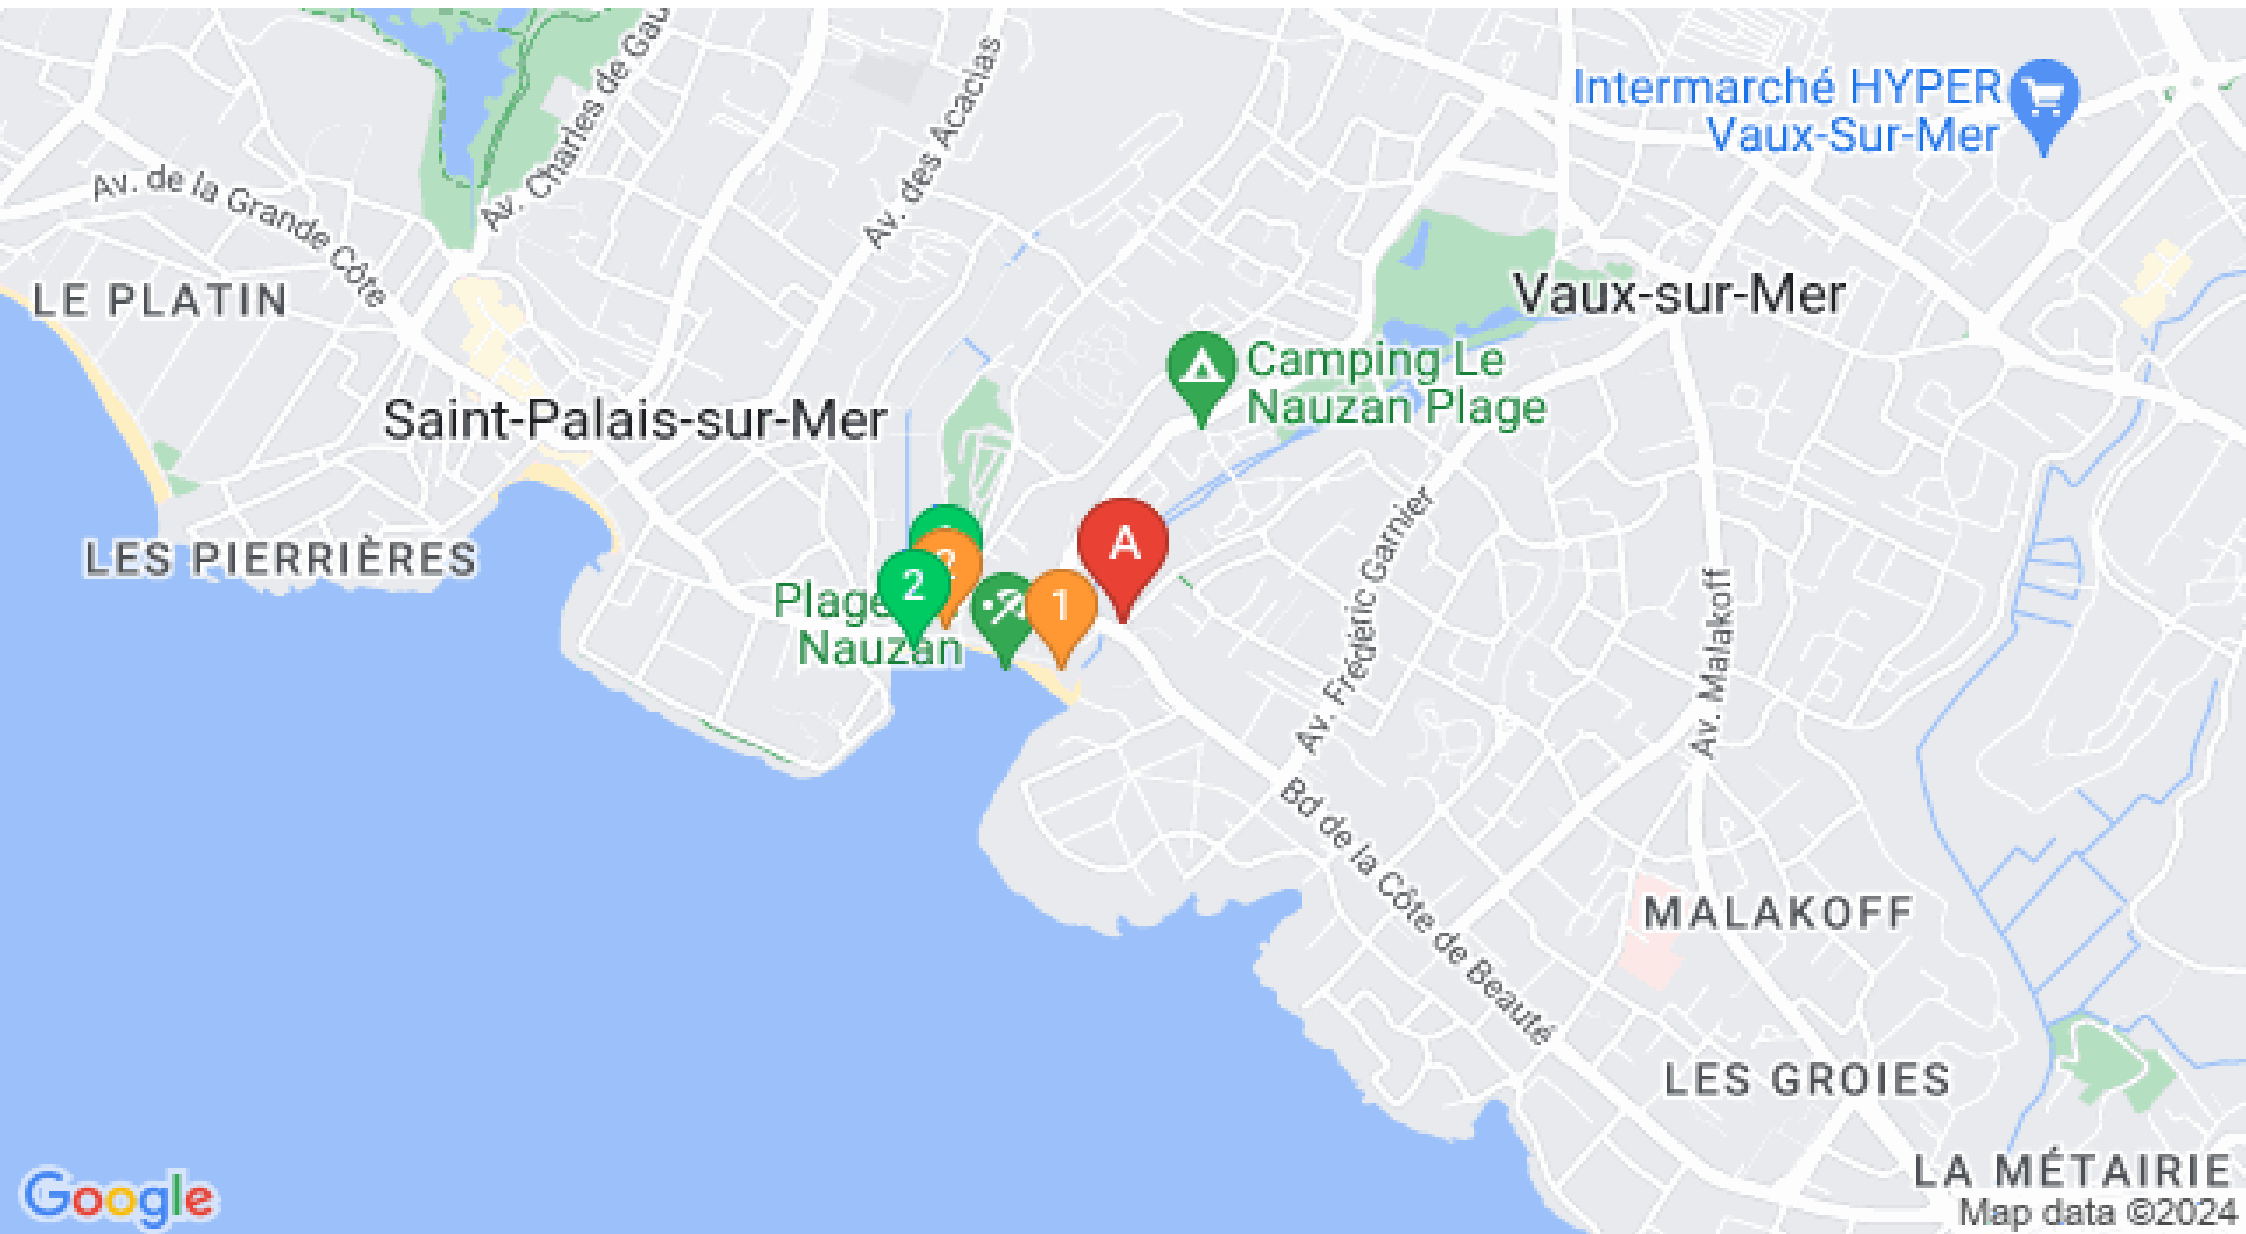 Av. Charles de Gau
Av. des Acacias
Intermarché HYPER
Vaux-Sur-Mer
Av. de la Grande Côte
LE PLATIN
Vaux-sur-Mer
Camping Le
Nauzan Plage
Saint-Palais-sur-Mer
LES PIERRIÈRES
Av. Frédéric Garnier
A
2
2
1
Plage
Nauzan
Av. Malakoff
Bd de la Côte de Beauté
MALAKOFF
LES GROIES
LA MÉTAIRIE
Google
Map data ©2024